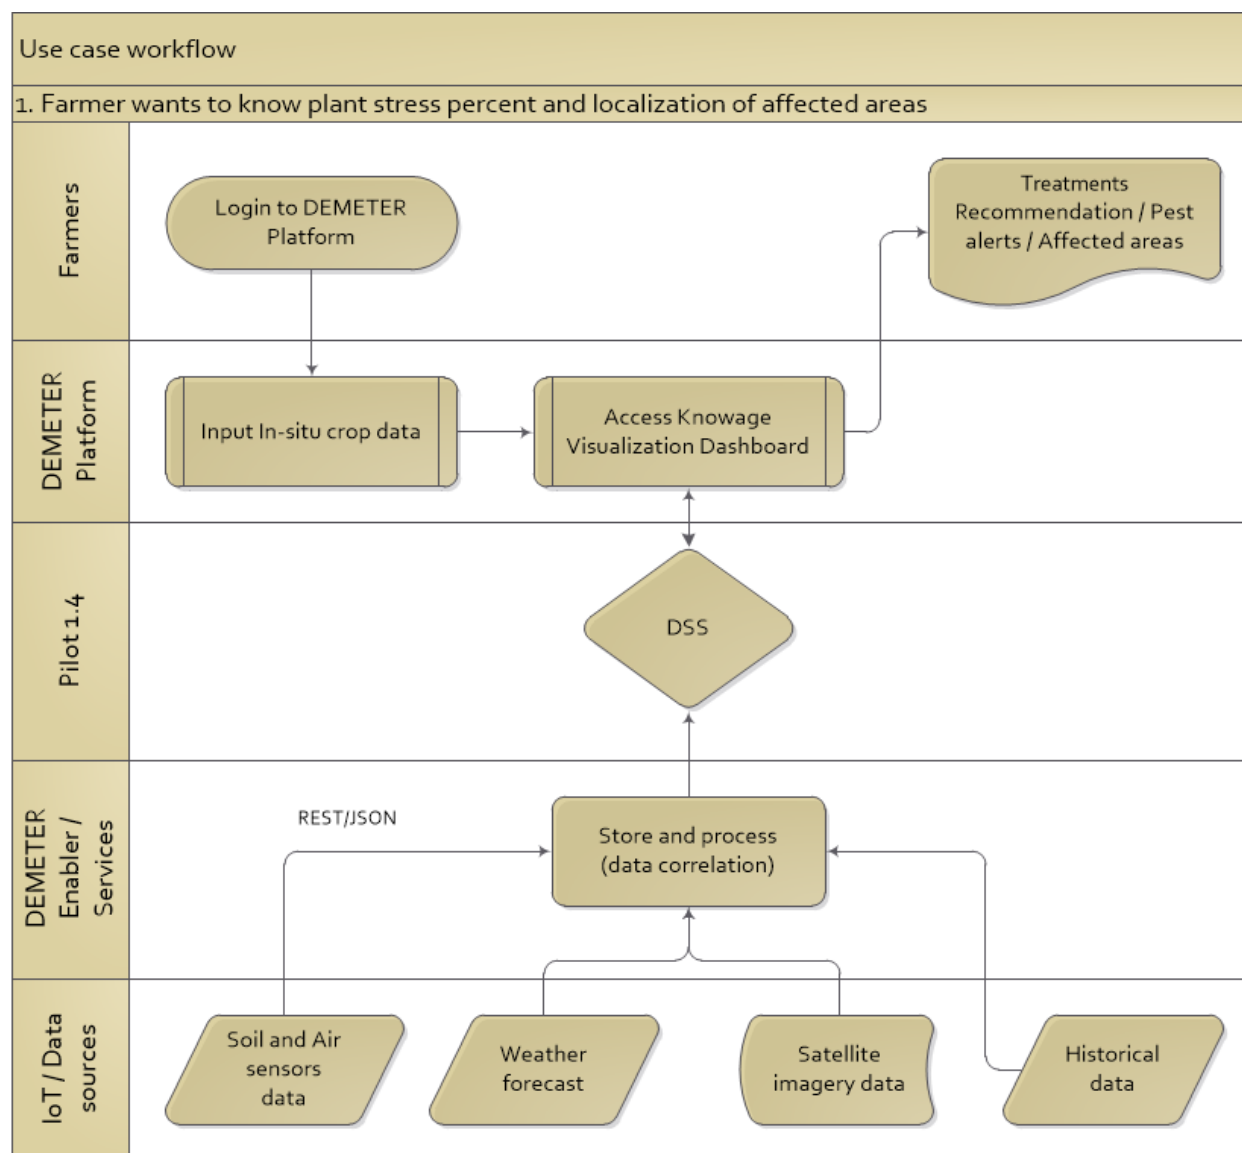 Use case workflow
1. Farmer wants to know plant stress percent and localization of affected areas
Farmers
Login to DEMETER
Platform
Treatments
Recommendation / Pest
alerts / Affected areas
DEMETER
Platform
Input In-situ crop data
Access Knowage
Visualization Dashboard
Pilot 1.4
DSS
DEMETER
Enabler /
Services
REST/JSON
Store and process
(data correlation)
IoT / Data
sources
Soil and Air
sensors
data
Weather
forecast
Satellite
imagery data
Historical
data